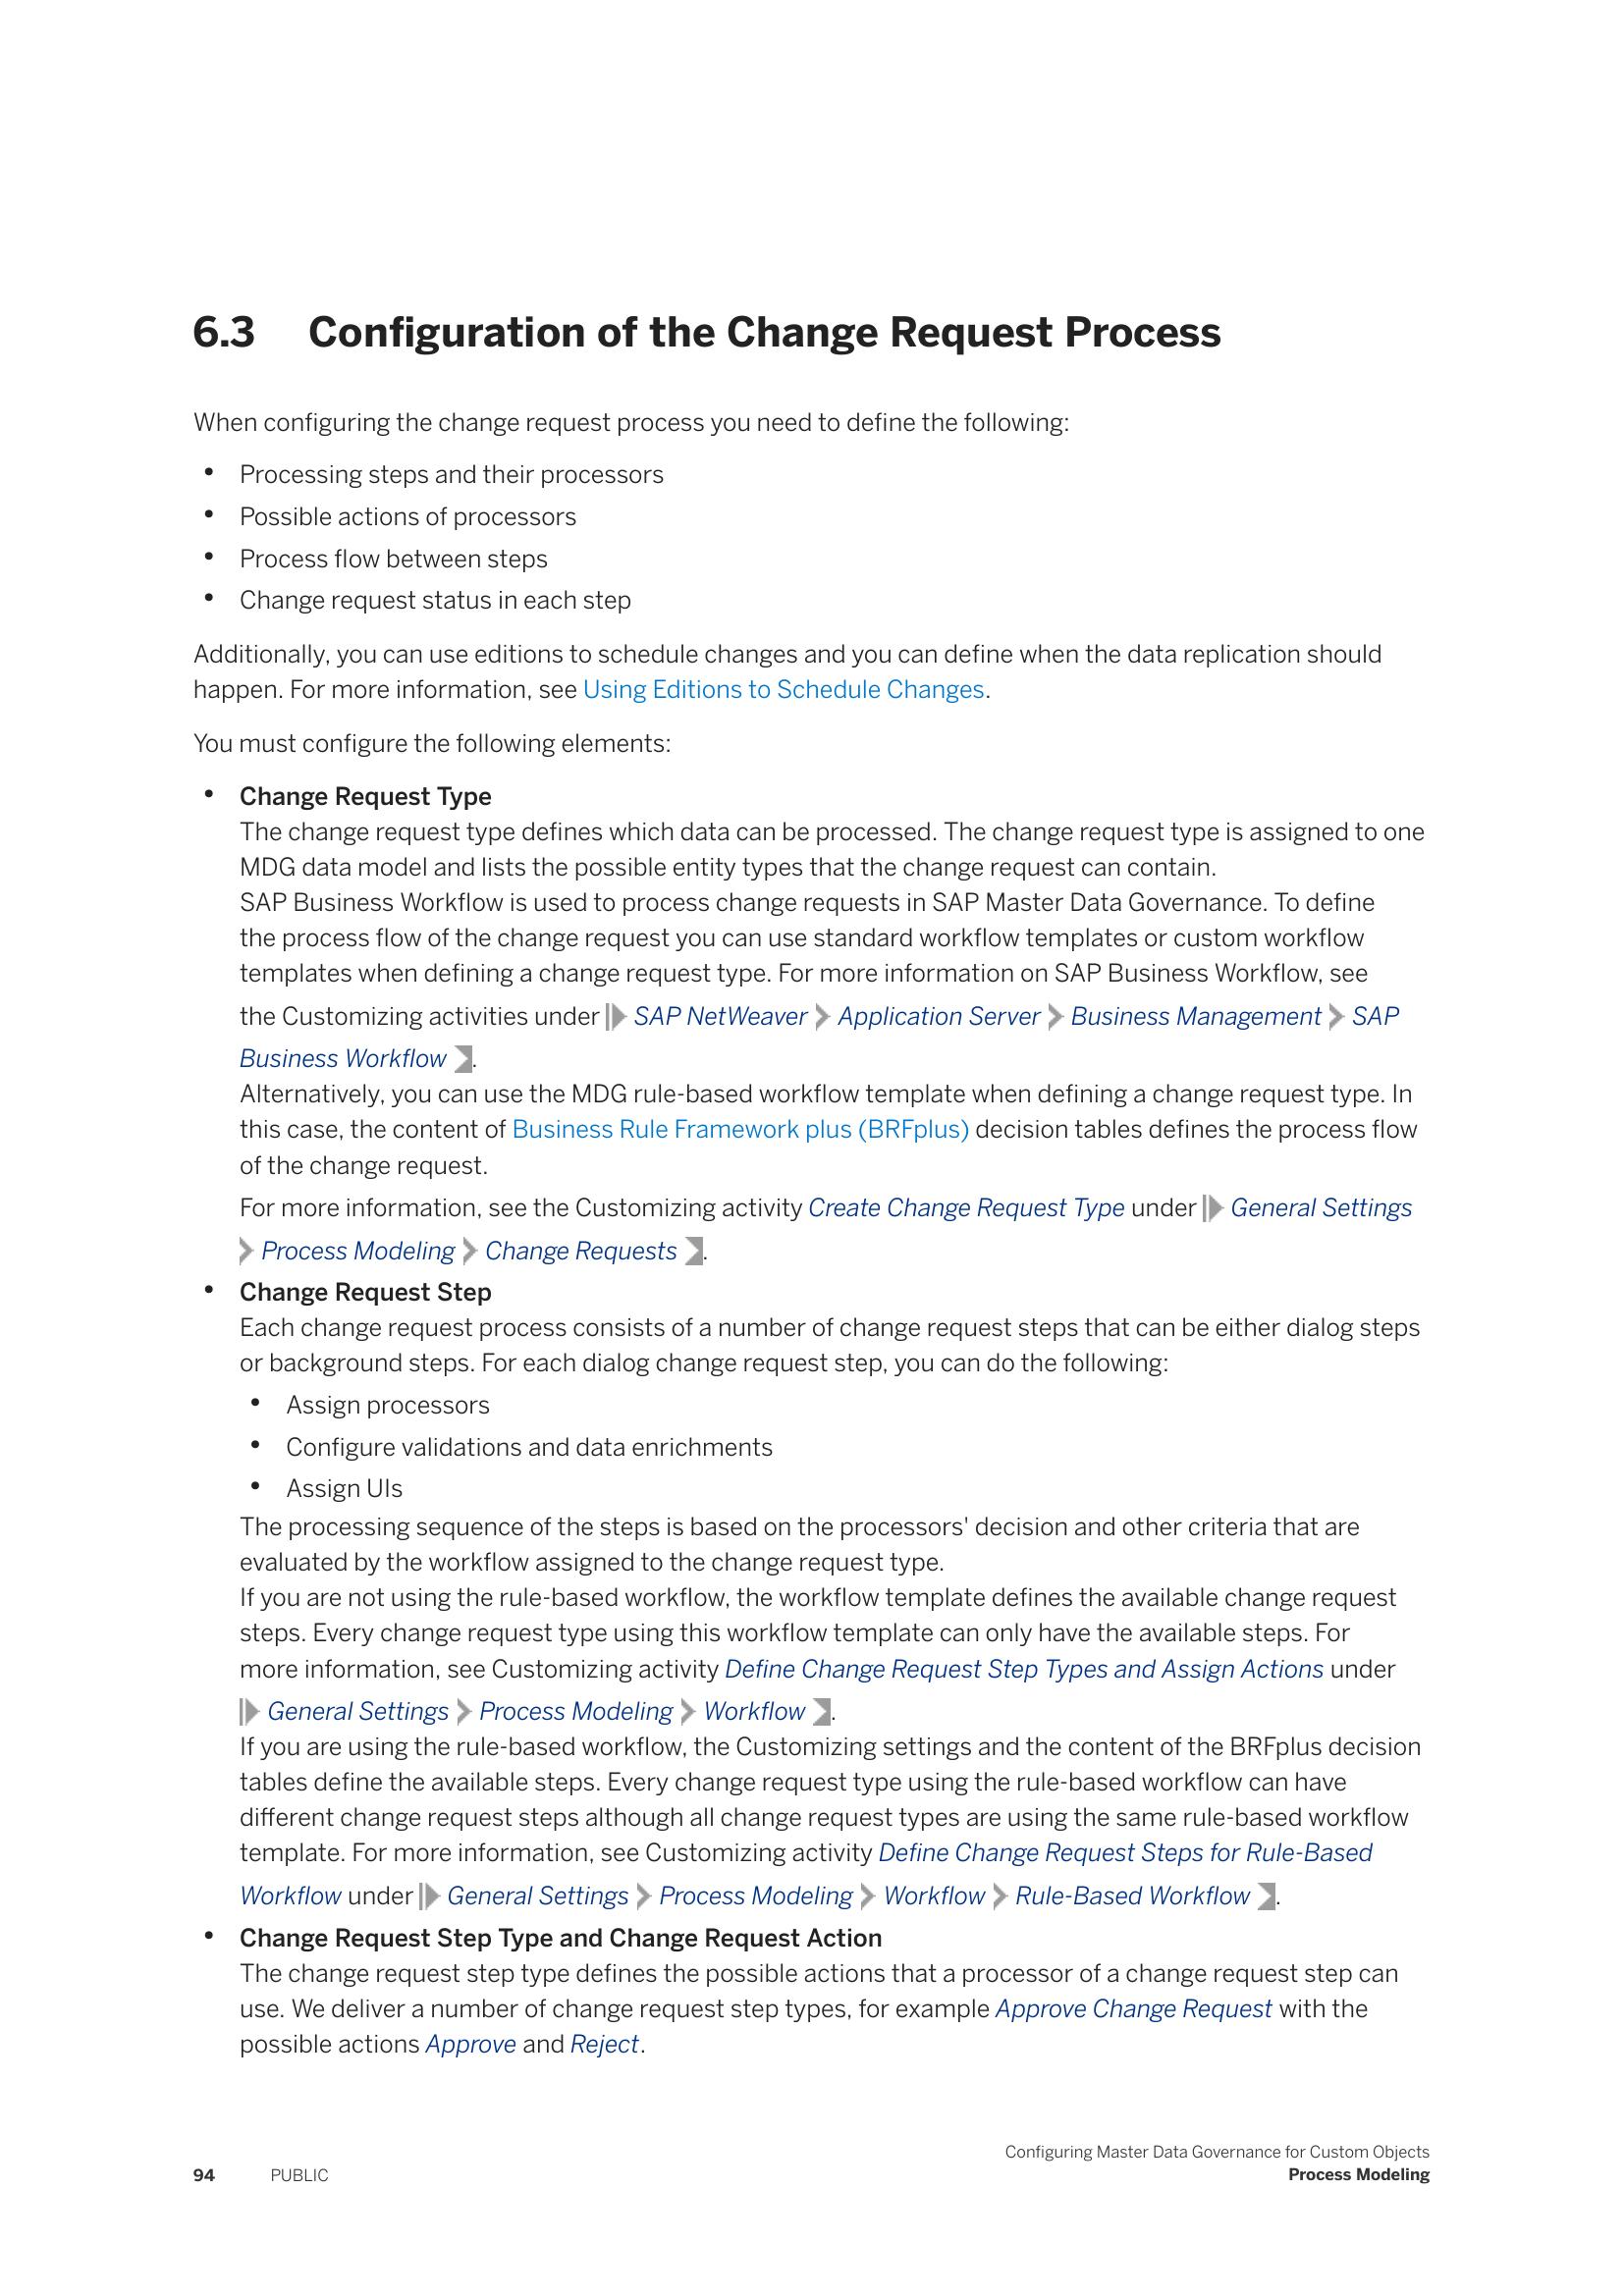 6.3 Configuration of the Change Request Process
When configuring the change request process you need to define the following:
• Processing steps and their processors
• Possible actions of processors
• Process flow between steps
• Change request status in each step
Additionally, you can use editions to schedule changes and you can define when the data replication should
happen. For more information, see Using Editions to Schedule Changes.
You must configure the following elements:
• Change Request Type
The change request type defines which data can be processed. The change request type is assigned to one
MDG data model and lists the possible entity types that the change request can contain.
SAP Business Workflow is used to process change requests in SAP Master Data Governance. To define
the process flow of the change request you can use standard workflow templates or custom workflow
templates when defining a change request type. For more information on SAP Business Workflow, see
the Customizing activities under SAP NetWeaver Application Server Business Management SAP
Business Workflow .
Alternatively, you can use the MDG rule-based workflow template when defining a change request type. In
this case, the content of Business Rule Framework plus (BRFplus) decision tables defines the process flow
of the change request.
For more information, see the Customizing activity Create Change Request Type under General Settings
Process Modeling Change Requests .
• Change Request Step
Each change request process consists of a number of change request steps that can be either dialog steps
or background steps. For each dialog change request step, you can do the following:
• Assign processors
• Configure validations and data enrichments
• Assign UIs
The processing sequence of the steps is based on the processors' decision and other criteria that are
evaluated by the workflow assigned to the change request type.
If you are not using the rule-based workflow, the workflow template defines the available change request
steps. Every change request type using this workflow template can only have the available steps. For
more information, see Customizing activity Define Change Request Step Types and Assign Actions under
General Settings Process Modeling Workflow .
If you are using the rule-based workflow, the Customizing settings and the content of the BRFplus decision
tables define the available steps. Every change request type using the rule-based workflow can have
different change request steps although all change request types are using the same rule-based workflow
template. For more information, see Customizing activity Define Change Request Steps for Rule-Based
Workflow under General Settings Process Modeling Workflow Rule-Based Workflow .
• Change Request Step Type and Change Request Action
The change request step type defines the possible actions that a processor of a change request step can
use. We deliver a number of change request step types, for example Approve Change Request with the
possible actions Approve and Reject.
Configuring Master Data Governance for Custom Objects
94 PUBLIC Process Modeling